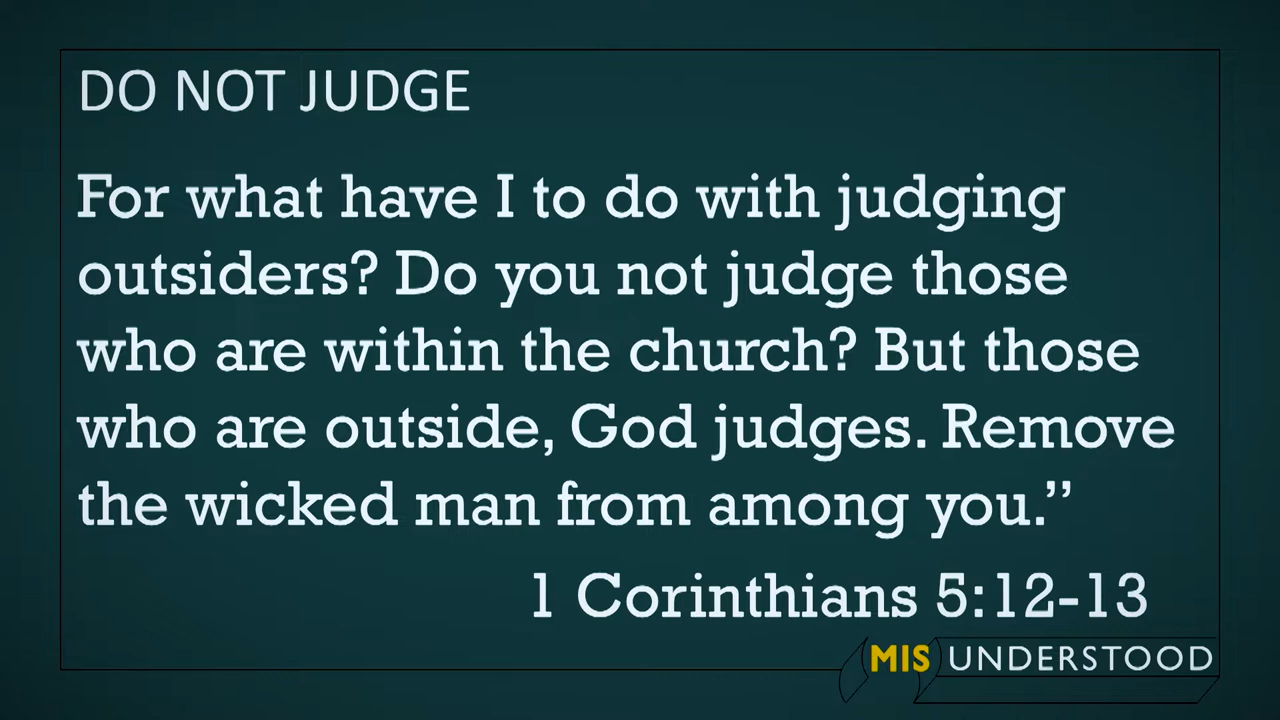 DO NOT JUDGE
For what have I to do with judging
outsiders? Do you not judge those
who are within the church? But those
who are outside, God judges. Remove
the wicked man from among you.”
1 Corinthians 5:12-13
MISUNDERSTOOD